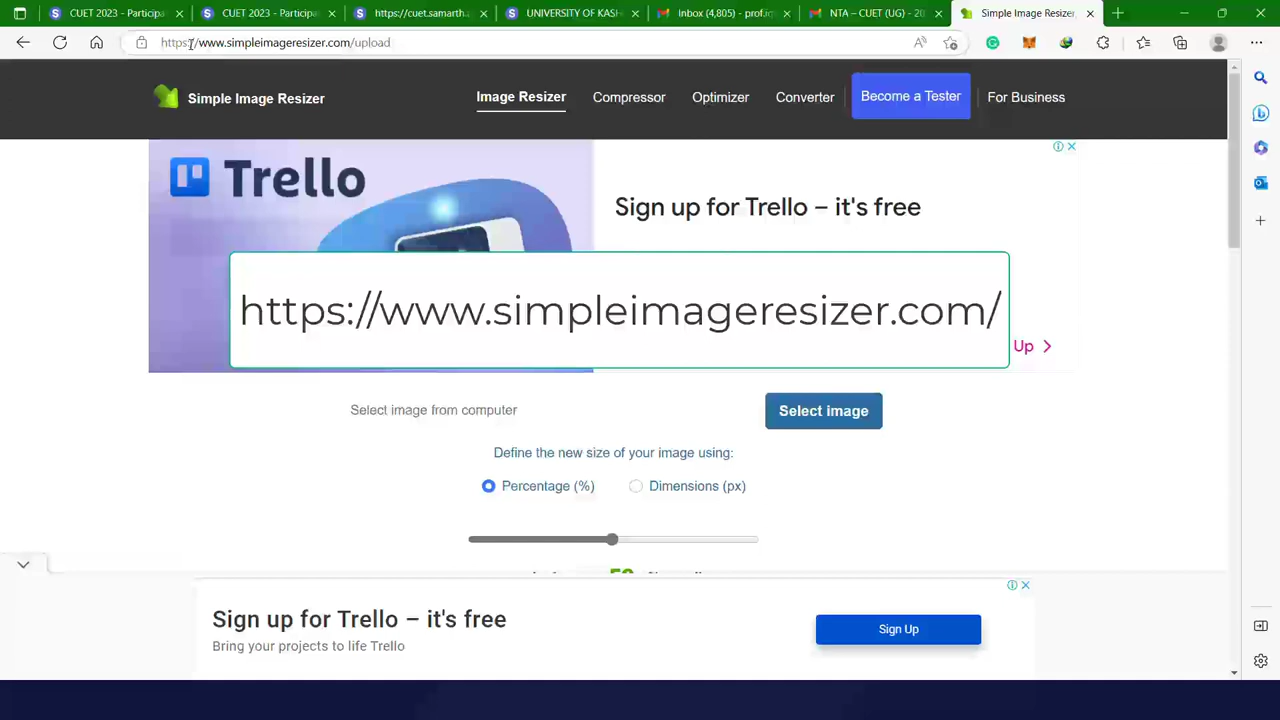 CUET 2023 - Participa
CUET 2023 - Participa
https://cuet.samarth.a
UNIVERSITY OF KASH
Inbox (4,805) - prof.iq
NTA – CUET (UG) - 20
Simple Image Resizer,
https://www.simpleimageresizer.com/upload
Simple Image Resizer
Image Resizer
Compressor
Optimizer
Converter
Become a Tester
For Business
Trello
Sign up for Trello – it's free
https://www.simpleimageresizer.com/
Up
Select image from computer
Select image
Define the new size of your image using:
Percentage (%)
Dimensions (px)
Sign up for Trello – it's free
Bring your projects to life Trello
Sign Up